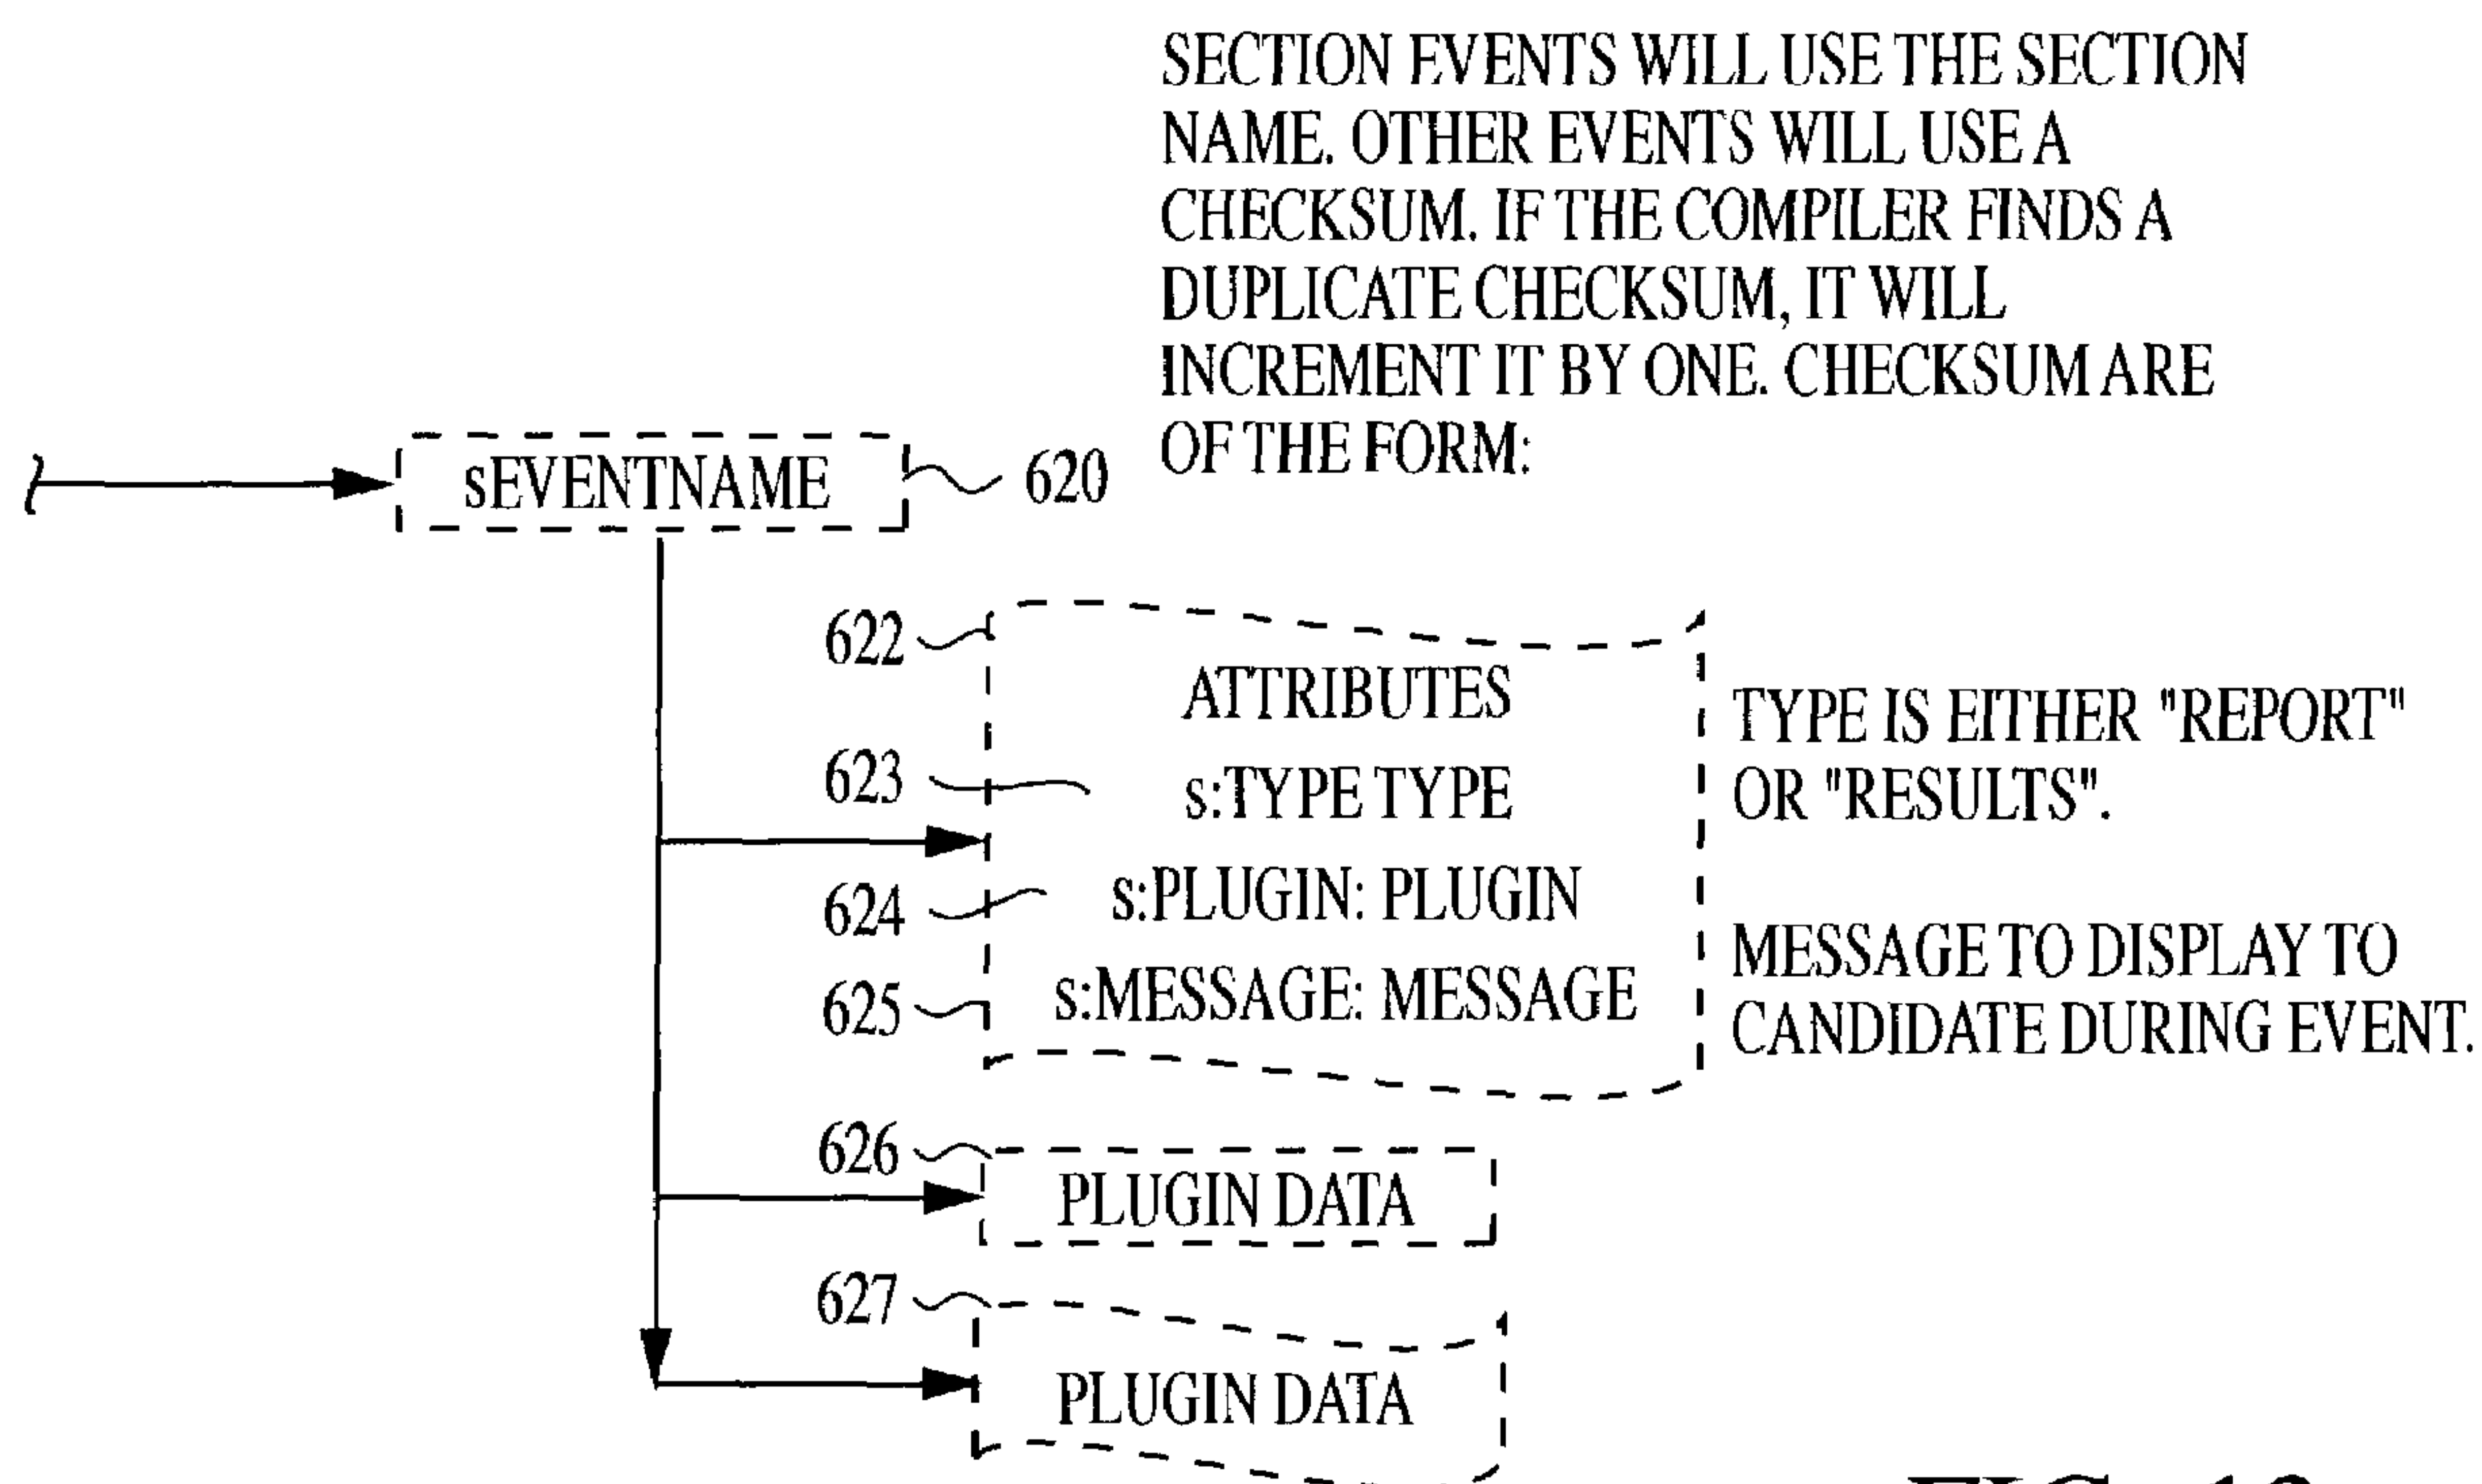 SECTION EVENTS WILL USE THE SECTION
NAME. OTHER EVENTS WILL USE A
CHECKSUM. IF THE COMPILER FINDS A
DUPLICATE CHECKSUM, IT WILL
INCREMENT IT BY ONE. CHECKSUM ARE
OF THE FORM:
sEVENTNAME
620
622
ATTRIBUTES
623
s:TYPE TYPE
TYPE IS EITHER "REPORT"
OR "RESULTS".
624
s:PLUGIN: PLUGIN
625
s:MESSAGE: MESSAGE
MESSAGE TO DISPLAY TO
CANDIDATE DURING EVENT.
626
PLUGIN DATA
627
PLUGIN DATA